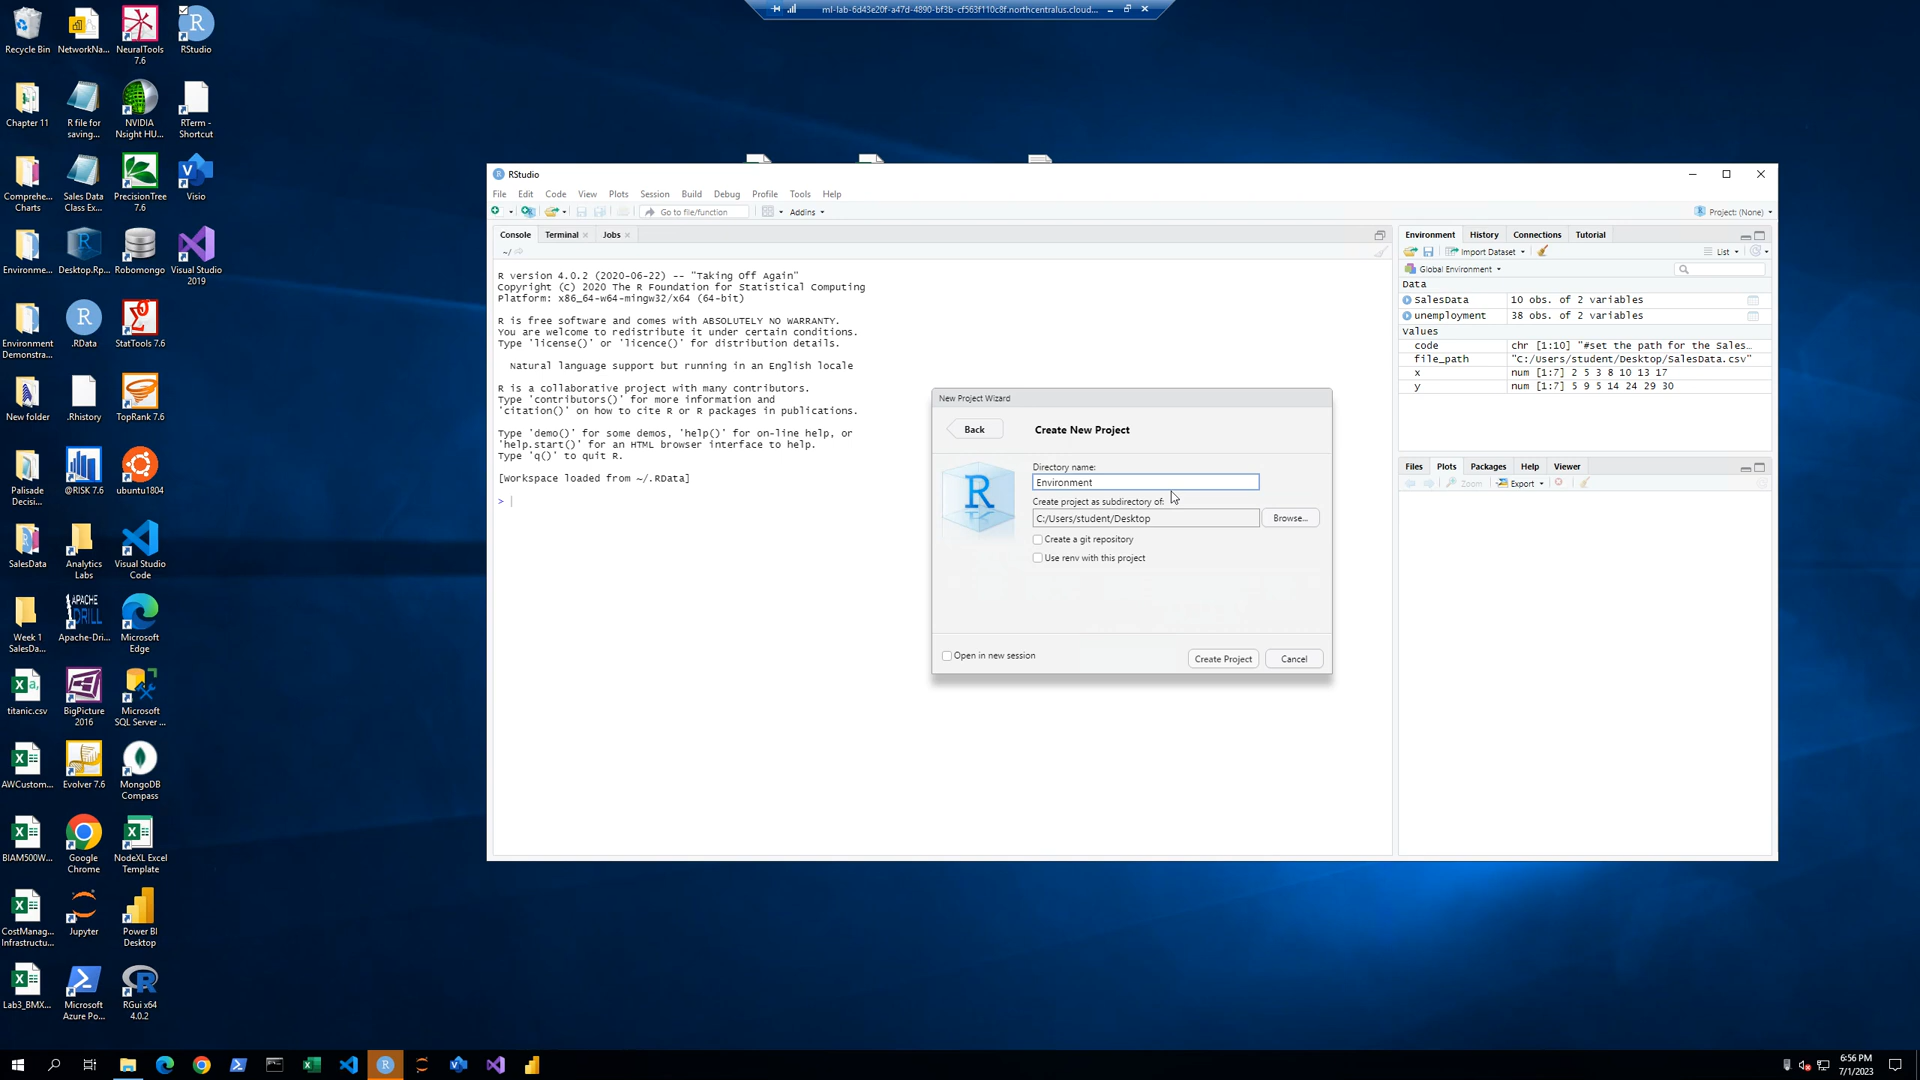 ml-lab-6d43e20f-a47d-4890-bf3b-cf563f110c8f.northcentralus.cloud...
Recycle Bin
NetworkNa...
NeuralTools
7.6
RStudio
Chapter 11
R file for
saving...
NVIDIA
Nsight HU...
RTerm -
Shortcut
Comprehe...
Charts
Sales Data
Class Ex...
PrecisionTree
7.6
Visio
Environme...
Desktop.Rp...
Robomongo
Visual Studio
2019
Environment
Demonstra...
.RData
StatTools 7.6
New folder
.Rhistory
TopRank 7.6
Palisade
Decisi...
@RISK 7.6
ubuntu1804
SalesData
Analytics
Labs
Visual Studio
Code
Week 1
SalesDa...
APACHE
DRILL
Apache-Dri...
Microsoft
Edge
titanic.csv
BigPicture
2016
Microsoft
SQL Server ...
AWCustom...
Evolver 7.6
MongoDB
Compass
BIAM500W...
Google
Chrome
NodeXL Excel
Template
CostManag...
Infrastructu...
Jupyter
Power BI
Desktop
Lab3_BMX...
Microsoft
Azure Po...
RGui x64
4.0.2
RStudio
File Edit Code View Plots Session Build Debug Profile Tools Help
Go to file/function Addins Project: (None)
Console Terminal Jobs
~/
R version 4.0.2 (2020-06-22) -- "Taking Off Again"
Copyright (C) 2020 The R Foundation for Statistical Computing
Platform: x86_64-w64-mingw32/x64 (64-bit)
R is free software and comes with ABSOLUTELY NO WARRANTY.
You are welcome to redistribute it under certain conditions.
Type 'license()' or 'licence()' for distribution details.
Natural language support but running in an English locale
R is a collaborative project with many contributors.
Type 'contributors()' for more information and
'citation()' on how to cite R or R packages in publications.
Type 'demo()' for some demos, 'help()' for on-line help, or
'help.start()' for an HTML browser interface to help.
Type 'q()' to quit R.
[Workspace loaded from ~/.RData]
>
New Project Wizard
Back Create New Project
Directory name:
Environment
Create project as subdirectory of:
C:/Users/student/Desktop Browse...
Create a git repository
Use renv with this project
Open in new session Create Project Cancel
Environment History Connections Tutorial
Import Dataset List
Global Environment
Data
SalesData 10 obs. of 2 variables
unemployment 38 obs. of 2 variables
Values
code chr [1:10] "#set the path for the Sales...
file_path "C:/Users/student/Desktop/SalesData.csv"
x num [1:7] 2 5 3 8 10 13 17
y num [1:7] 5 9 5 14 24 29 30
Files Plots Packages Help Viewer
Zoom Export
6:56 PM
7/1/2023